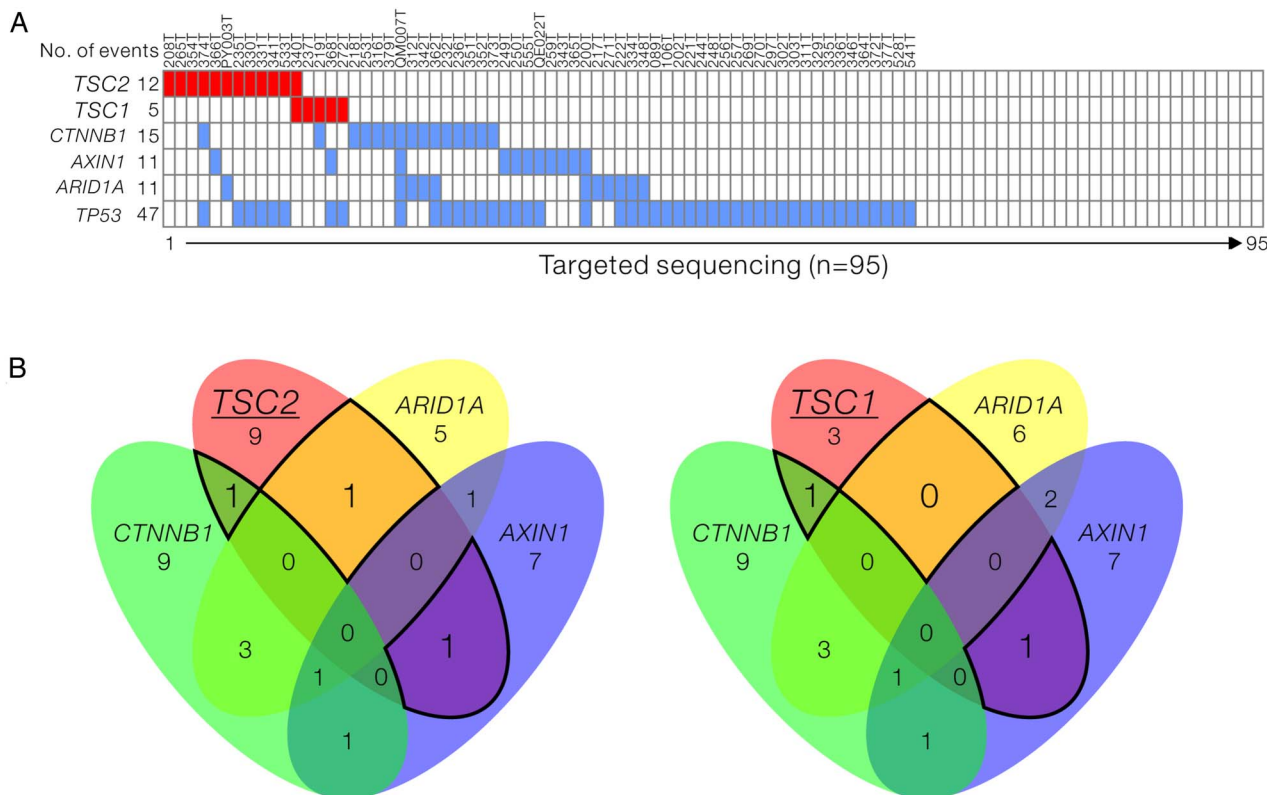 A
No. of events
208T 265T 354T 374T 366T PY003T 235T 330T 331T 341T 533T 340T 237T 219T 368T 272T 218T 253T 316T 379T QM007T 312T 342T 362T 232T 236T 351T 352T 373T 249T 250T 555T QE022T 259T 343T 365T 200T 217T 271T 222T 334T 348T 089T 106T 202T 221T 244T 248T 256T 257T 269T 270T 297T 302T 303T 311T 329T 335T 336T 346T 364T 372T 377T 528T 541T
TSC2 12
TSC1 5
CTNNB1 15
AXIN1 11
ARID1A 11
TP53 47
1 95
Targeted sequencing (n=95)
B
TSC2
9
ARID1A
5
1
1
1
CTNNB1
9
AXIN1
7
0
0
0
3
1
1
0
1
TSC1
3
ARID1A
6
1
0
2
CTNNB1
9
AXIN1
7
0
0
0
3
1
1
0
1